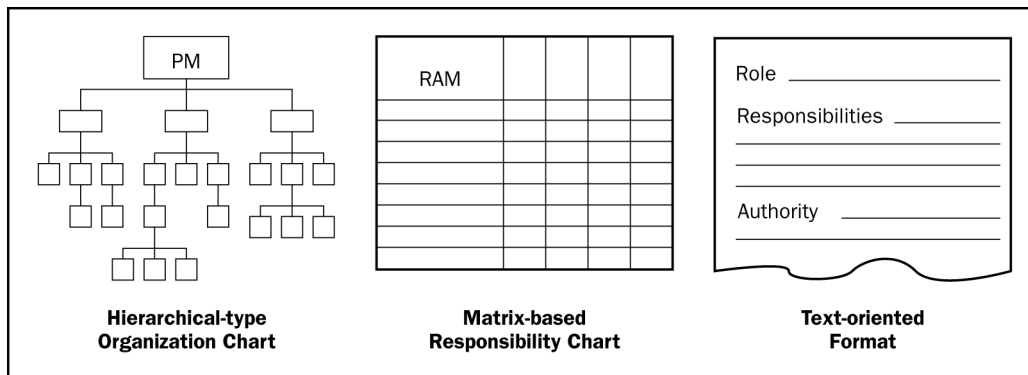 PM
Hierarchical-type
Organization Chart
RAM
Matrix-based
Responsibility Chart
Role
Responsibilities
Authority
Text-oriented
Format